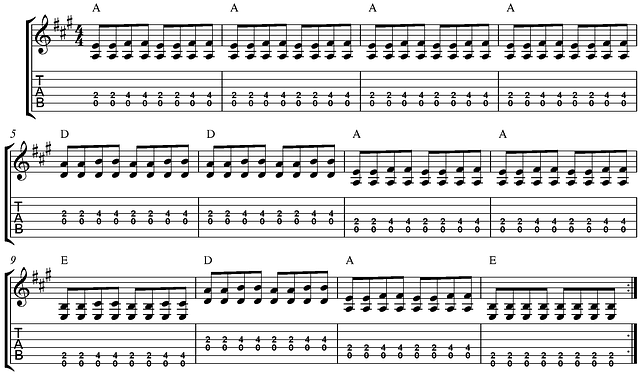 A A A A
4
4
T
A 2 2 4 4 2 2 4 4 2 2 4 4 2 2 4 4 2 2 4 4 2 2 4 4 2 2 4 4 2 2 4 4
B 0 0 0 0 0 0 0 0 0 0 0 0 0 0 0 0 0 0 0 0 0 0 0 0 0 0 0 0 0 0 0 0
5 D D A A
T
2 2 4 4 2 2 4 4 2 2 4 4 2 2 4 4
A 0 0 0 0 0 0 0 0 0 0 0 0 0 0 0 0 2 2 4 4 2 2 4 4 2 2 4 4 2 2 4 4
B 0 0 0 0 0 0 0 0 0 0 0 0 0 0 0 0
9 E D A E
T
2 2 4 4 2 2 4 4
A 0 0 0 0 0 0 0 0 2 2 4 4 2 2 4 4
B 2 2 4 4 2 2 4 4 0 0 0 0 0 0 0 0 2 2 2 2 2 2 2 2
0 0 0 0 0 0 0 0 0 0 0 0 0 0 0 0